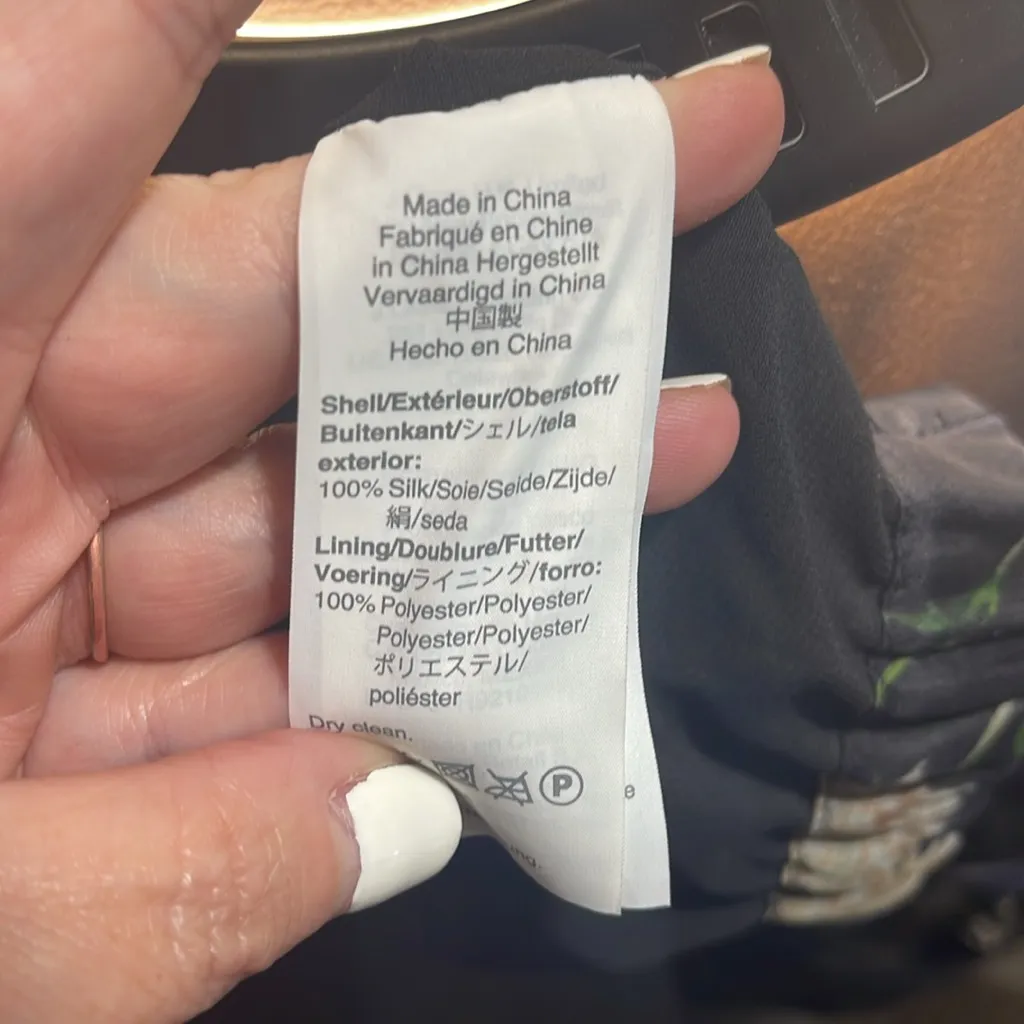 Made in China
Fabriqué en Chine
in China Hergestellt
Vervaardigd in China
中国製
Hecho en China
Shell/Extérieur/Oberstoff/
Buitenkant/シェル/tela
exterior:
100% Silk/Soie/Seide/Zijde/
絹/seda
Lining/Doublure/Futter/
Voering/ライニング/forro:
100% Polyester/Polyester/
Polyester/Polyester/
ポリエステル/
poliéster
Dry clean.
P
e